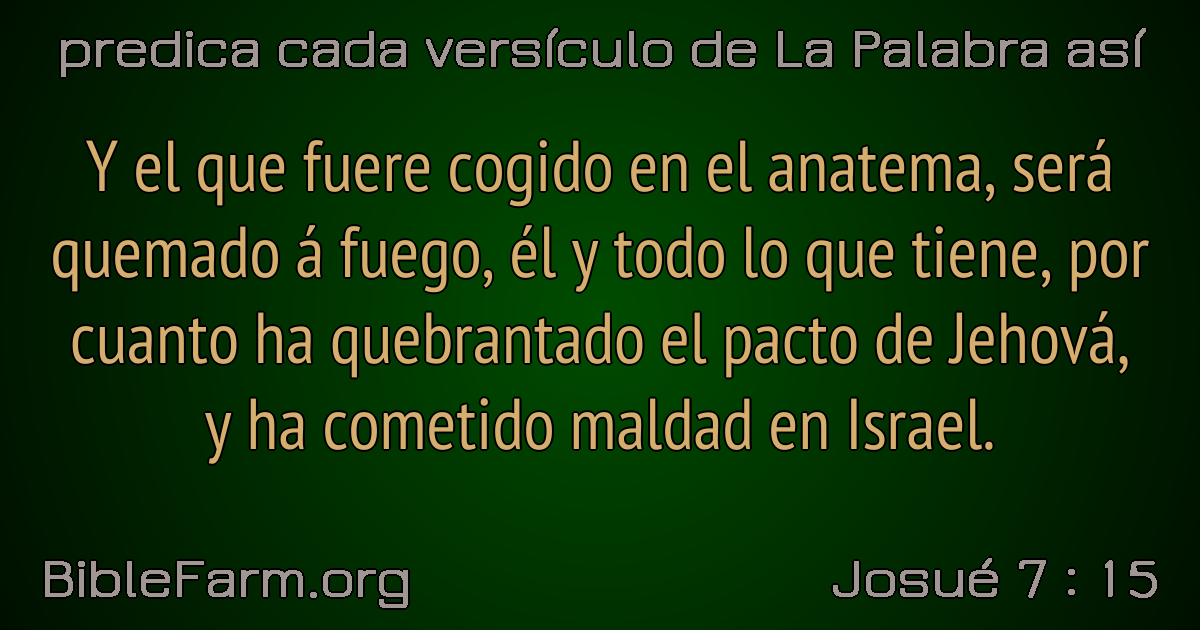 predica cada versículo de La Palabra así
Y el que fuere cogido en el anatema, será
quemado á fuego, él y todo lo que tiene, por
cuanto ha quebrantado el pacto de Jehová,
y ha cometido maldad en Israel.
BibleFarm.org
Josué 7 : 15